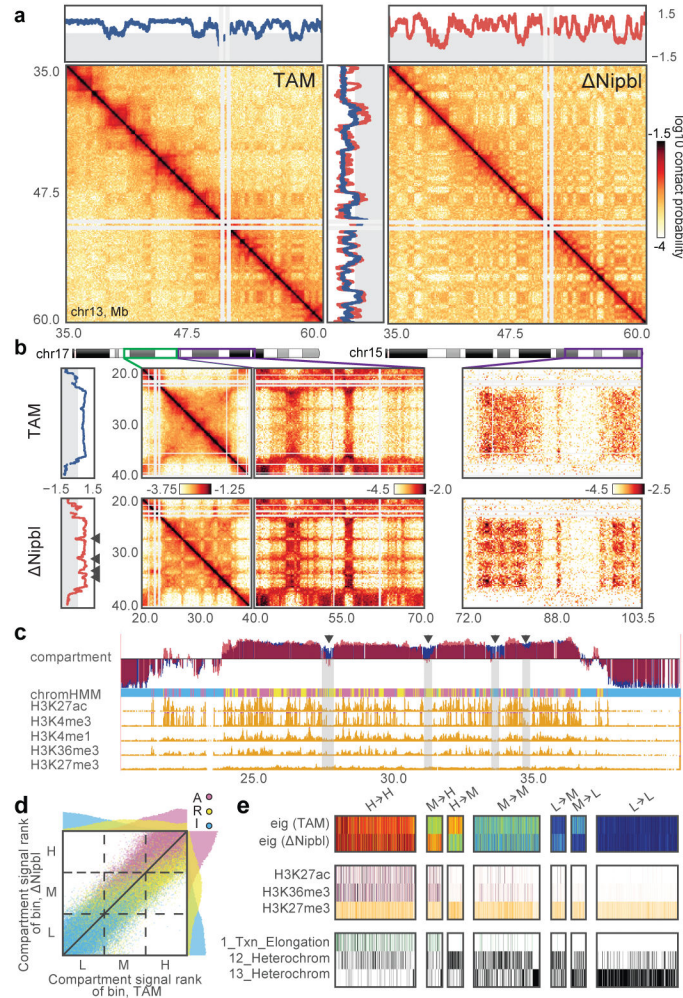 a
1.5
-1.5
TAM
ΔNipbl
35.0
47.5
60.0
chr13, Mb
35.0 47.5 60.0
35.0 47.5 60.0
-1.5
-4
log10 contact probability
b
chr17
chr15
TAM
20.0
30.0
40.0
-1.5 1.5
-3.75 -1.25
-4.5 -2.0
-4.5 -2.5
ΔNipbl
20.0
30.0
40.0
20.0 30.0 40.0 55.0 70.0
72.0 88.0 103.5
c
compartment
chromHMM
H3K27ac
H3K4me3
H3K4me1
H3K36me3
H3K27me3
25.0 30.0 35.0
d
A
R
I
Compartment signal rank
of bin, ΔNipbl
H
M
L
L M H
Compartment signal rank
of bin, TAM
e
H→H M→H H→M M→M L→M M→L L→L
eig (TAM)
eig (ΔNipbl)
H3K27ac
H3K36me3
H3K27me3
1_Txn_Elongation
12_Heterochrom
13_Heterochrom